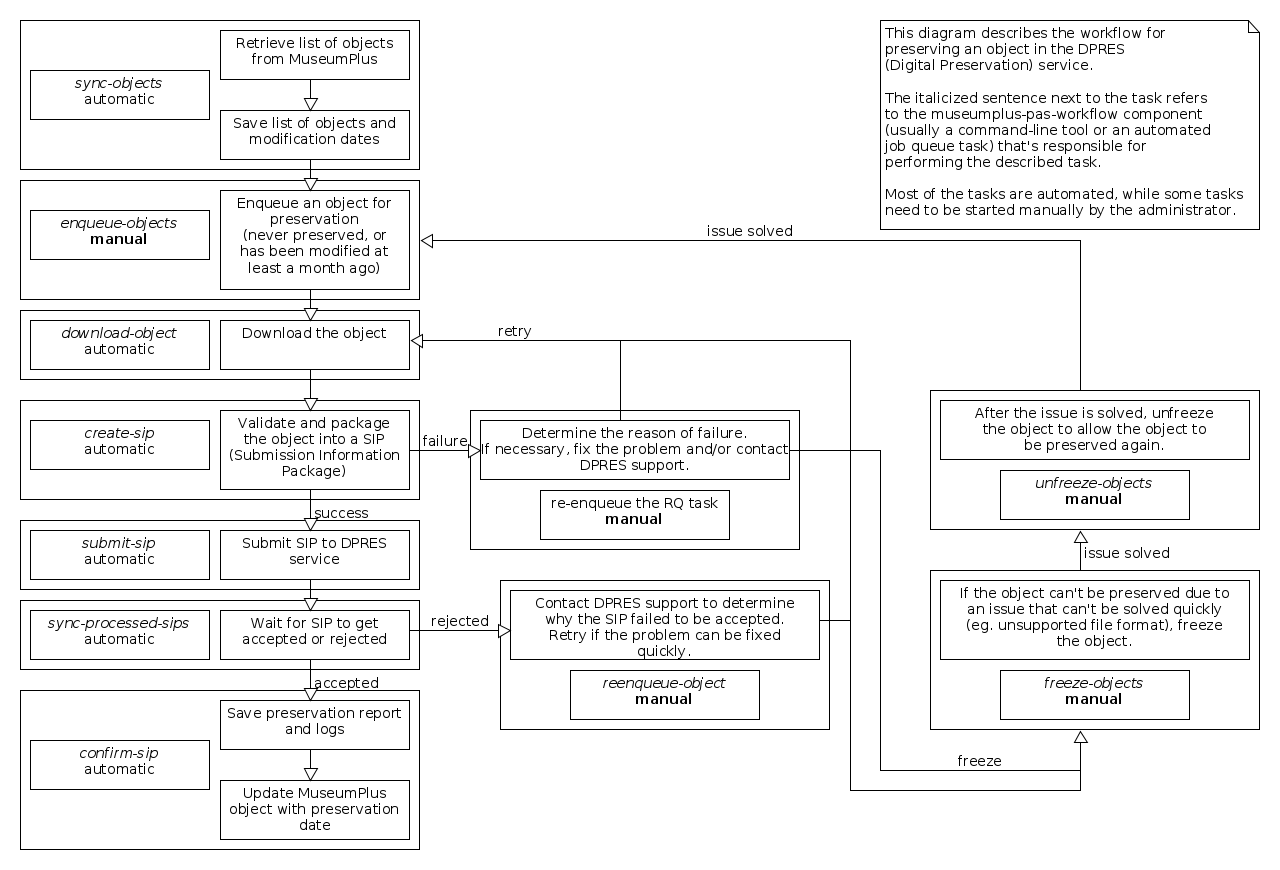 Retrieve list of objects
from MuseumPlus
sync-objects
automatic
Save list of objects and
modification dates
enqueue-objects
manual
Enqueue an object for
preservation
(never preserved, or
has been modified at
least a month ago)
download-object
automatic
Download the object
create-sip
automatic
Validate and package
the object into a SIP
(Submission Information
Package)
failure
success
submit-sip
automatic
Submit SIP to DPRES
service
sync-processed-sips
automatic
Wait for SIP to get
accepted or rejected
rejected
accepted
confirm-sip
automatic
Save preservation report
and logs
Update MuseumPlus
object with preservation
date
retry
Determine the reason of failure.
If necessary, fix the problem and/or contact
DPRES support.
re-enqueue the RQ task
manual
Contact DPRES support to determine
why the SIP failed to be accepted.
Retry if the problem can be fixed
quickly.
reenqueue-object
manual
This diagram describes the workflow for
preserving an object in the DPRES
(Digital Preservation) service.
The italicized sentence next to the task refers
to the museumplus-pas-workflow component
(usually a command-line tool or an automated
job queue task) that's responsible for
performing the described task.
Most of the tasks are automated, while some tasks
need to be started manually by the administrator.
issue solved
After the issue is solved, unfreeze
the object to allow the object to
be preserved again.
unfreeze-objects
manual
issue solved
If the object can't be preserved due to
an issue that can't be solved quickly
(eg. unsupported file format), freeze
the object.
freeze-objects
manual
freeze